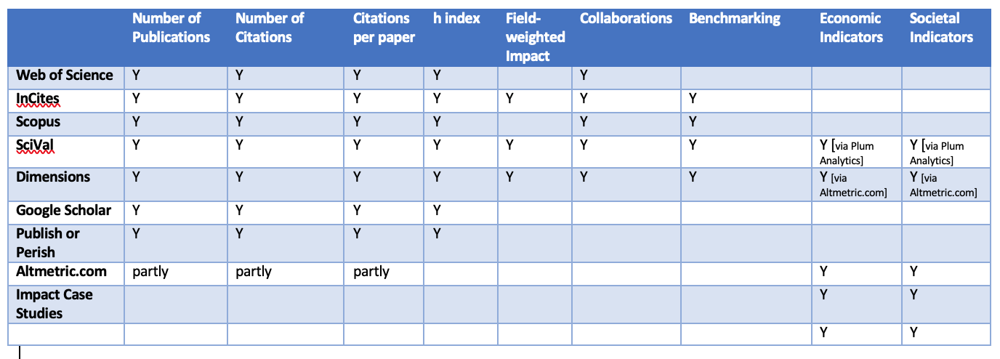 Number of Number of Citations h index Field- Collaborations Benchmarking Economic Societal
Publications Citations per paper weighted Indicators Indicators
Impact
Web of Science Y Y Y Y Y
InCites Y Y Y Y Y Y Y
Scopus Y Y Y Y Y Y
SciVal Y Y Y Y Y Y Y Y [via Plum Y [via Plum
Analytics] Analytics]
Dimensions Y Y Y Y Y Y Y Y [via Y [via
Altmetric.com] Altmetric.com]
Google Scholar Y Y Y Y
Publish or Y Y Y Y
Perish
Altmetric.com partly partly partly Y Y
Impact Case Y Y
Studies
Y Y